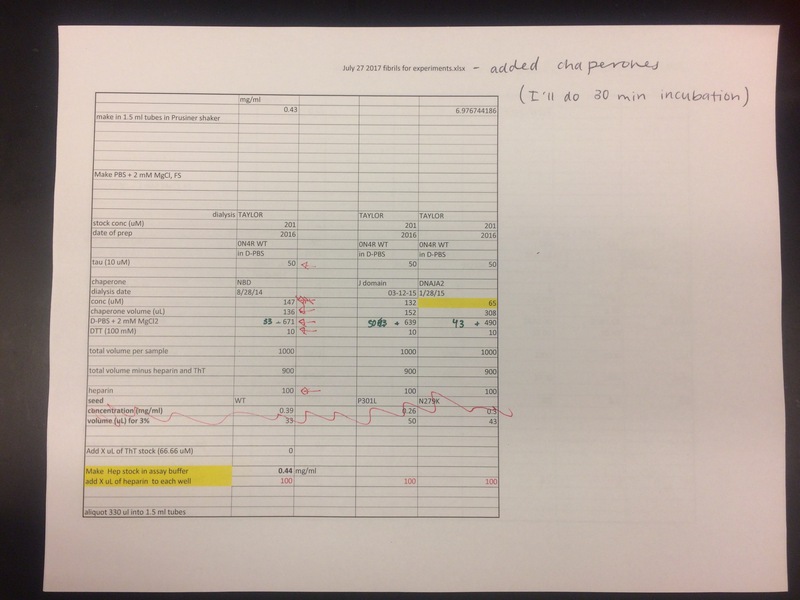 July 27 2017 fibrils for experiments.xlsx - added chaperones
(I'll do 30 min incubation)
mg/ml
0.43 6.976744186
make in 1.5 ml tubes in Prusiner shaker
Make PBS + 2 mM MgCl, FS
dialysis TAYLOR TAYLOR TAYLOR
stock conc (uM) 201 201 201
date of prep 2016 2016 2016
0N4R WT 0N4R WT 0N4R WT
in D-PBS in D-PBS in D-PBS
tau (10 uM) 50 50 50
chaperone NBD J domain DNAJA2
dialysis date 8/28/14 03-12-15 1/28/15
conc (uM) 147 132 65
chaperone volume (uL) 136 152 308
D-PBS + 2 mM MgCl2 33 + 671 + 639 43 + 490
DTT (100 mM) 10 10 10
total volume per sample 1000 1000 1000
total volume minus heparin and ThT 900 900 900
heparin 100 100 100
seed WT P301L N279K
concentration (mg/ml) 0.39 0.26 0.3
volume (uL) for 3% 33 50 43
Add X uL of ThT stock (66.66 uM) 0
Make Hep stock in assay buffer 0.44 mg/ml
add X uL of heparin to each well 100 100 100
aliquot 330 ul into 1.5 ml tubes